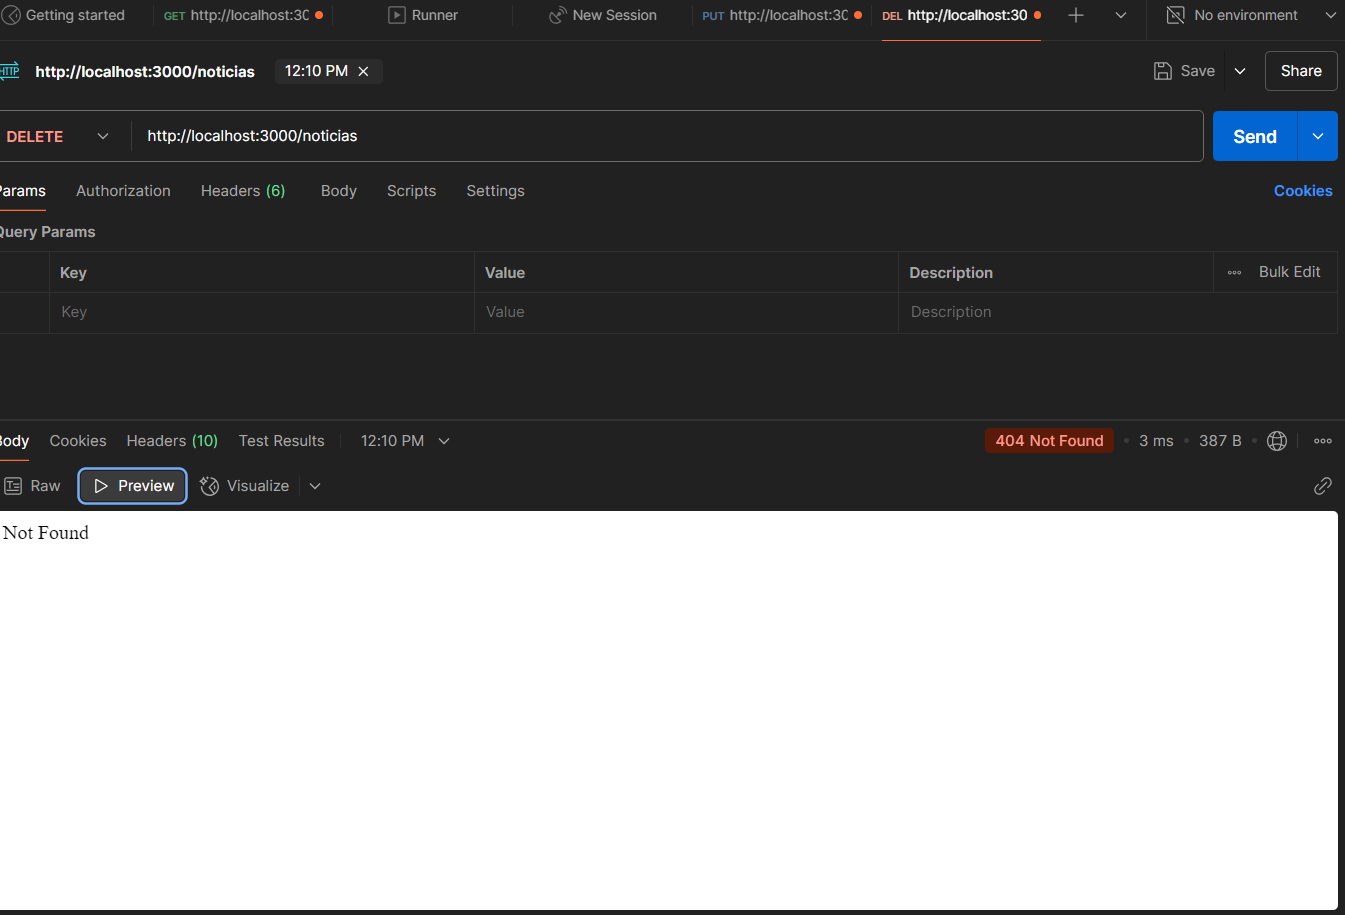 Getting started GET http://localhost:30 Runner New Session PUT http://localhost:30 DEL http://localhost:30 No environment
HTTP http://localhost:3000/noticias 12:10 PM Save Share
DELETE http://localhost:3000/noticias Send
Params Authorization Headers (6) Body Scripts Settings Cookies
Query Params
Key Value Description Bulk Edit
Key Value Description
Body Cookies Headers (10) Test Results 12:10 PM 404 Not Found 3 ms 387 B
Raw Preview Visualize
Not Found